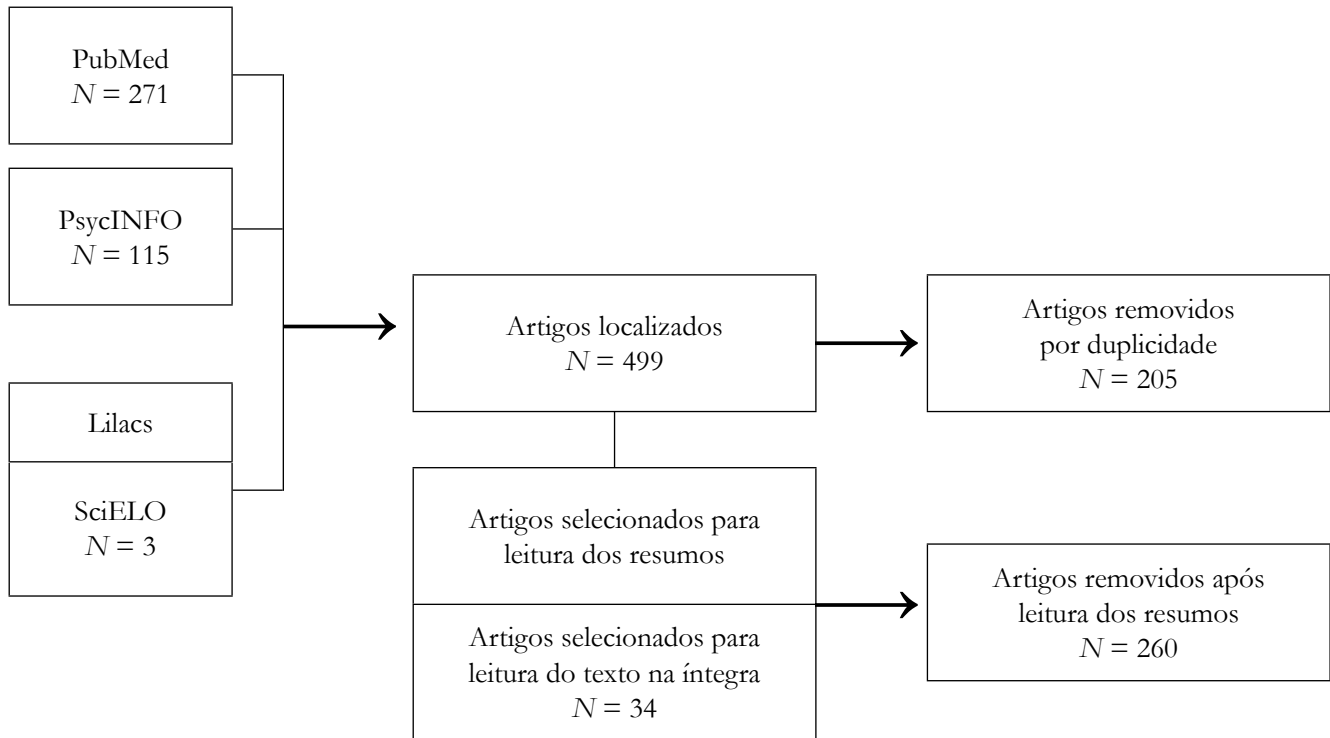 PubMed
N = 271
PsycINFO
N = 115
Lilacs
SciELO
N = 3
Artigos localizados
N = 499
Artigos removidos
por duplicidade
N = 205
Artigos selecionados para
leitura dos resumos
Artigos selecionados para
leitura do texto na íntegra
N = 34
Artigos removidos após
leitura dos resumos
N = 260